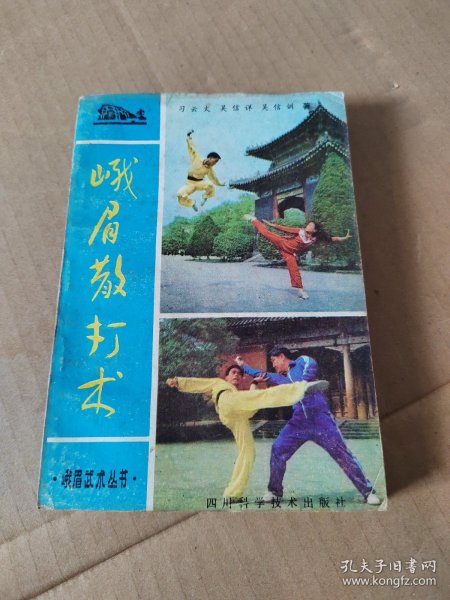 习云太 吴信详 吴信训 著
峨眉散打术
·峨眉武术丛书·
四川科学技术出版社
孔夫子旧书网
www.kongfz.com